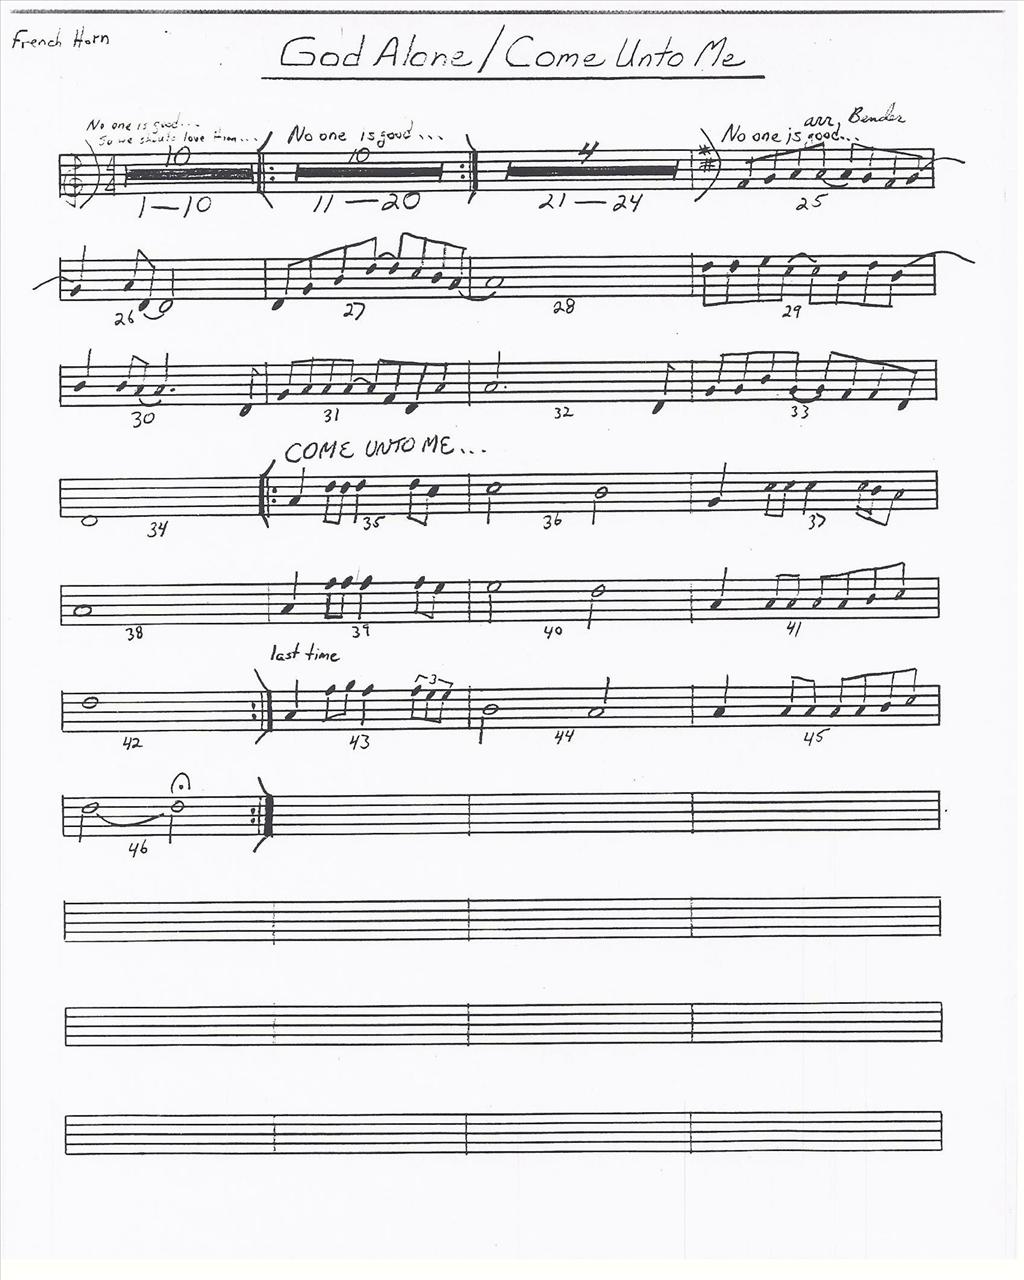 French Horn
God Alone / Come Unto Me
arr. Bender
No one is good...
So we should love Him...
No one is good...
No one is good...
10 10 4
1—10 11—20 21—24 25
26 27 28 29
30 31 32 33
COME UNTO ME...
34 35 36 37
38 39 40 41
last time
3
42 43 44 45
46